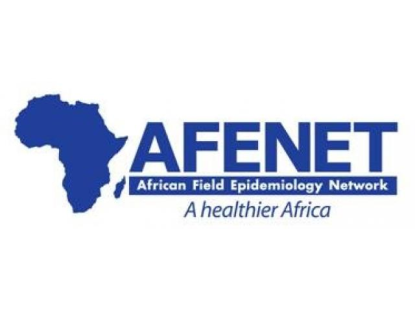 AFENET
African Field Epidemiology Network
A healthier Africa